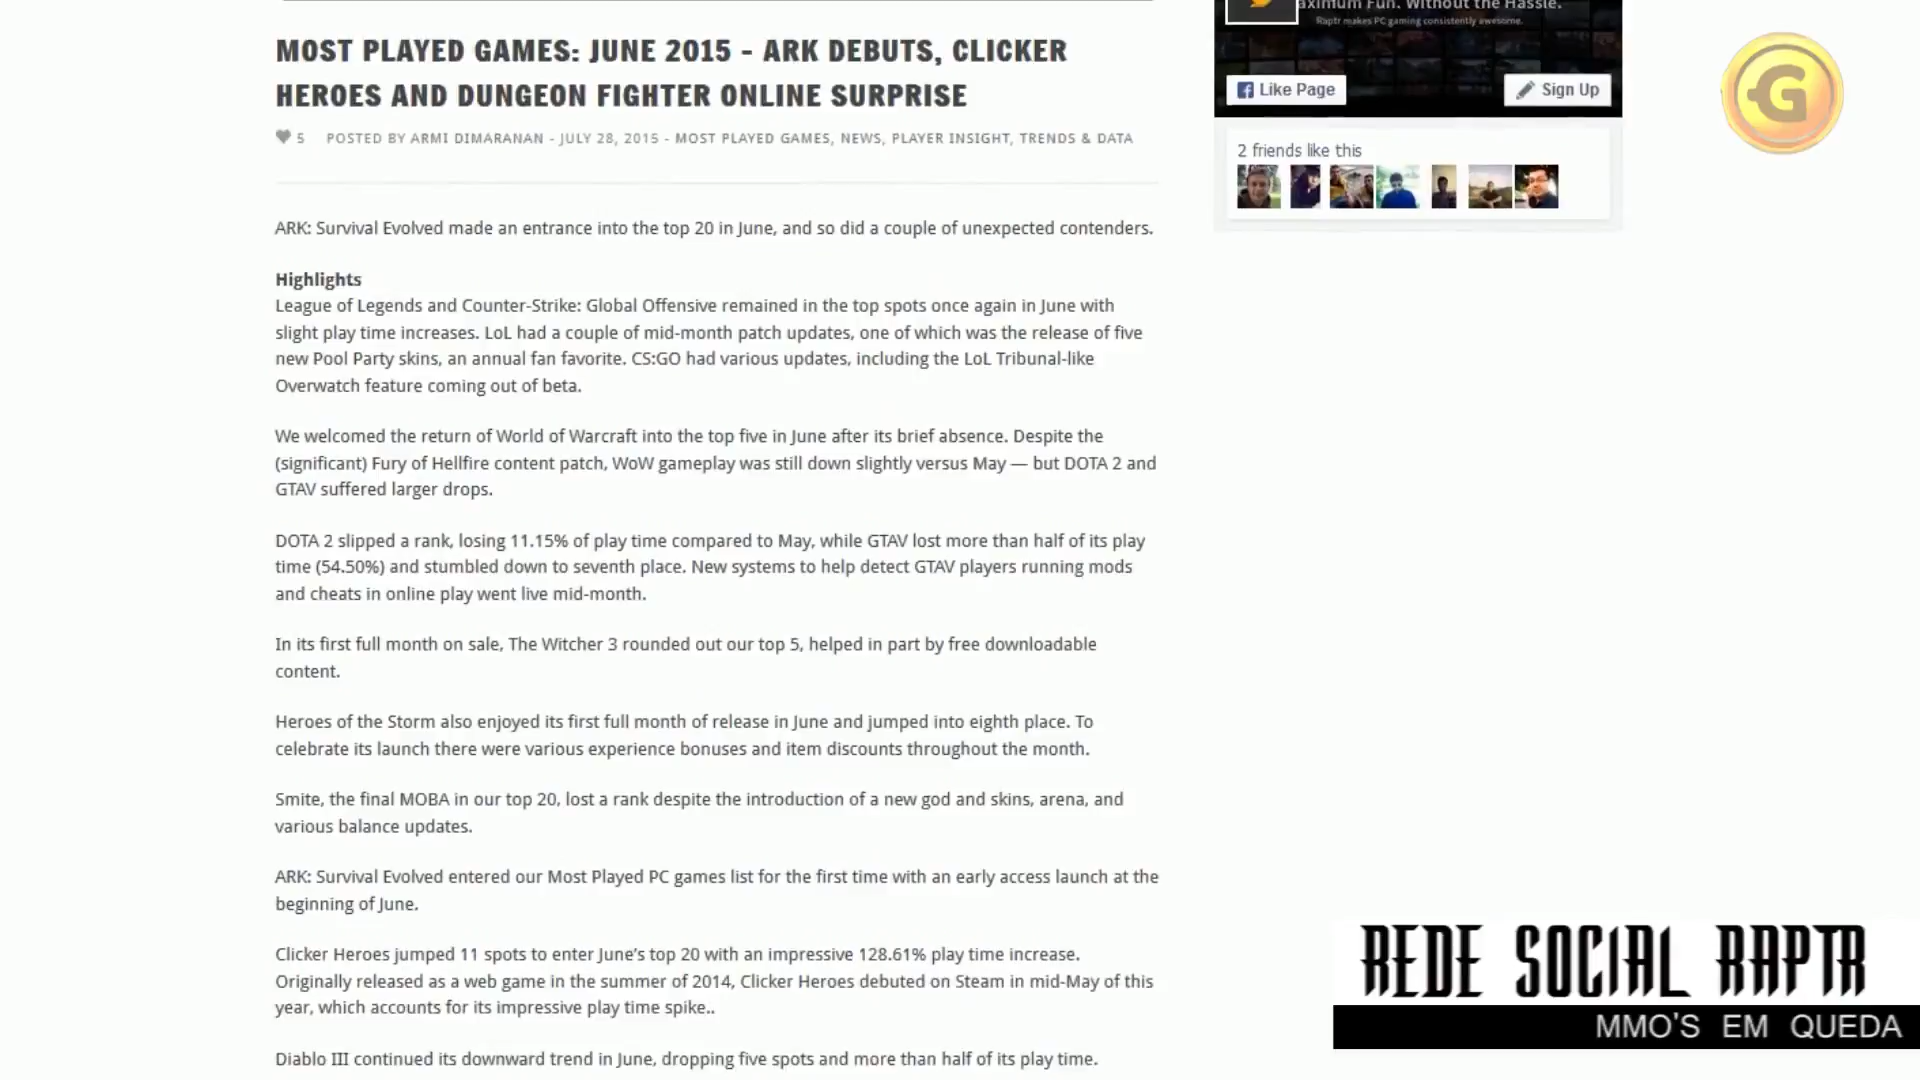 aximum Fun. Without the Hassle.
Raptr makes PC gaming consistently awesome.
MOST PLAYED GAMES: JUNE 2015 – ARK DEBUTS, CLICKER
HEROES AND DUNGEON FIGHTER ONLINE SURPRISE
Like Page
Sign Up
G
5 POSTED BY ARMI DIMARANAN - JULY 28, 2015 - MOST PLAYED GAMES, NEWS, PLAYER INSIGHT, TRENDS & DATA
2 friends like this
ARK: Survival Evolved made an entrance into the top 20 in June, and so did a couple of unexpected contenders.
Highlights
League of Legends and Counter-Strike: Global Offensive remained in the top spots once again in June with
slight play time increases. LoL had a couple of mid-month patch updates, one of which was the release of five
new Pool Party skins, an annual fan favorite. CS:GO had various updates, including the LoL Tribunal-like
Overwatch feature coming out of beta.
We welcomed the return of World of Warcraft into the top five in June after its brief absence. Despite the
(significant) Fury of Hellfire content patch, WoW gameplay was still down slightly versus May — but DOTA 2 and
GTAV suffered larger drops.
DOTA 2 slipped a rank, losing 11.15% of play time compared to May, while GTAV lost more than half of its play
time (54.50%) and stumbled down to seventh place. New systems to help detect GTAV players running mods
and cheats in online play went live mid-month.
In its first full month on sale, The Witcher 3 rounded out our top 5, helped in part by free downloadable
content.
Heroes of the Storm also enjoyed its first full month of release in June and jumped into eighth place. To
celebrate its launch there were various experience bonuses and item discounts throughout the month.
Smite, the final MOBA in our top 20, lost a rank despite the introduction of a new god and skins, arena, and
various balance updates.
ARK: Survival Evolved entered our Most Played PC games list for the first time with an early access launch at the
beginning of June.
Clicker Heroes jumped 11 spots to enter June's top 20 with an impressive 128.61% play time increase.
Originally released as a web game in the summer of 2014, Clicker Heroes debuted on Steam in mid-May of this
year, which accounts for its impressive play time spike..
Diablo III continued its downward trend in June, dropping five spots and more than half of its play time.
REDE SOCIAL RAPTR
MMO'S EM QUEDA